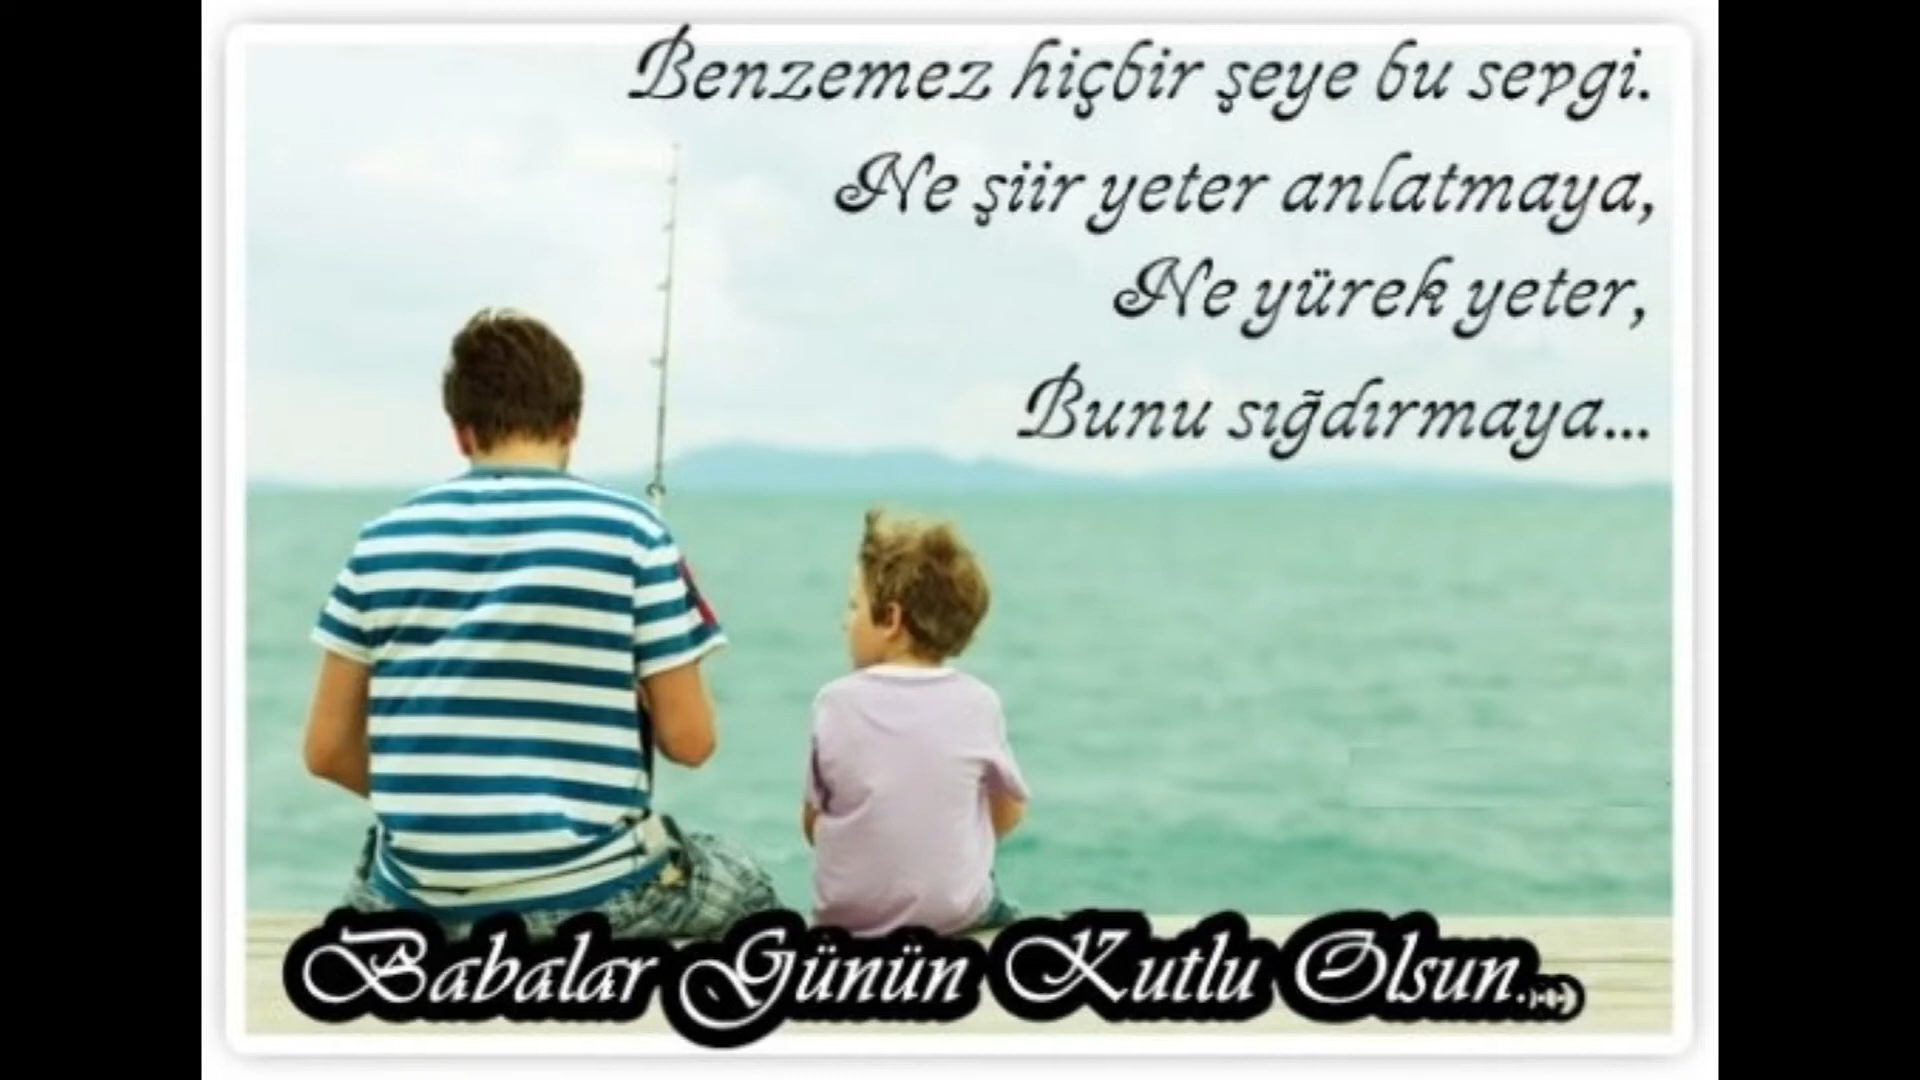 Benzemez hiçbir şeye bu sevgi.
Ne şiir yeter anlatmaya,
Ne yürek yeter,
Bunu sığdırmaya...
Babalar Günün Kutlu Olsun...